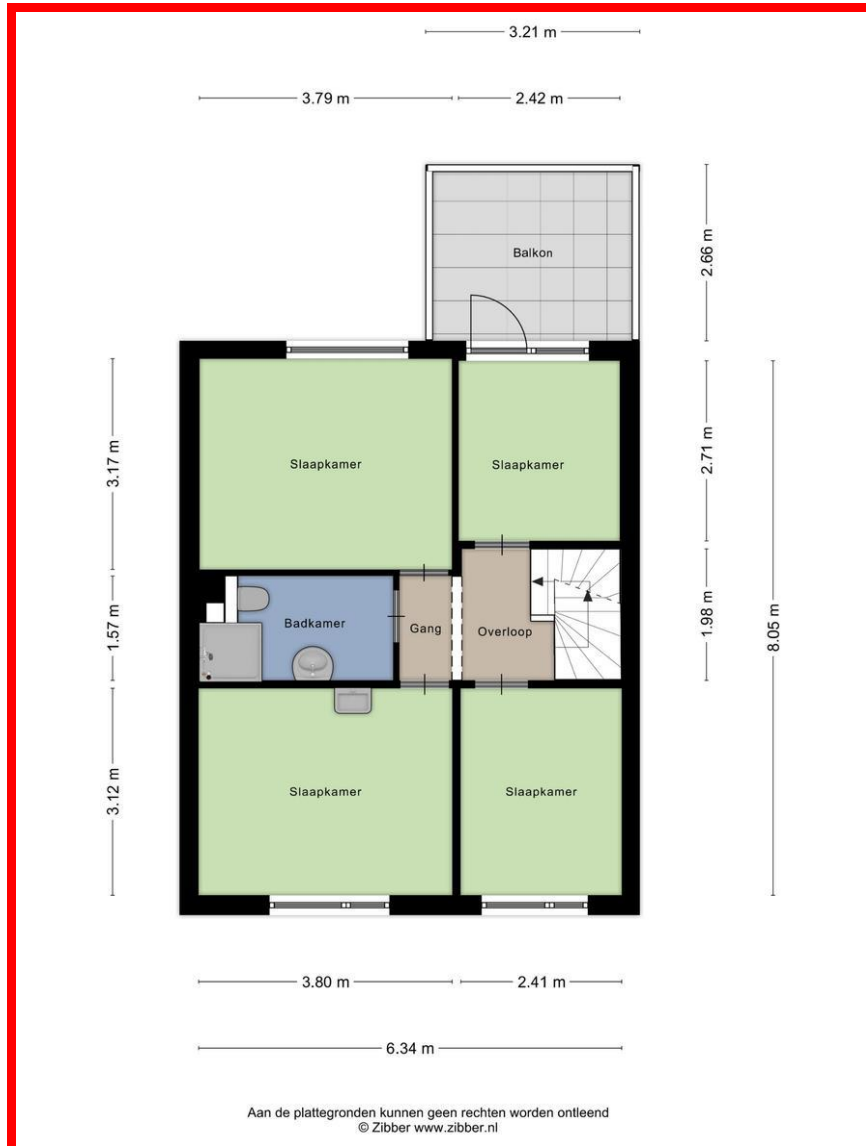 3.21 m
3.79 m
2.42 m
2.66 m
Balkon
3.17 m
Slaapkamer
Slaapkamer
2.71 m
1.57 m
Badkamer
Gang
Overloop
1.98 m
8.05 m
3.12 m
Slaapkamer
Slaapkamer
3.80 m
2.41 m
6.34 m
Aan de plattegronden kunnen geen rechten worden ontleend
© Zibber www.zibber.nl